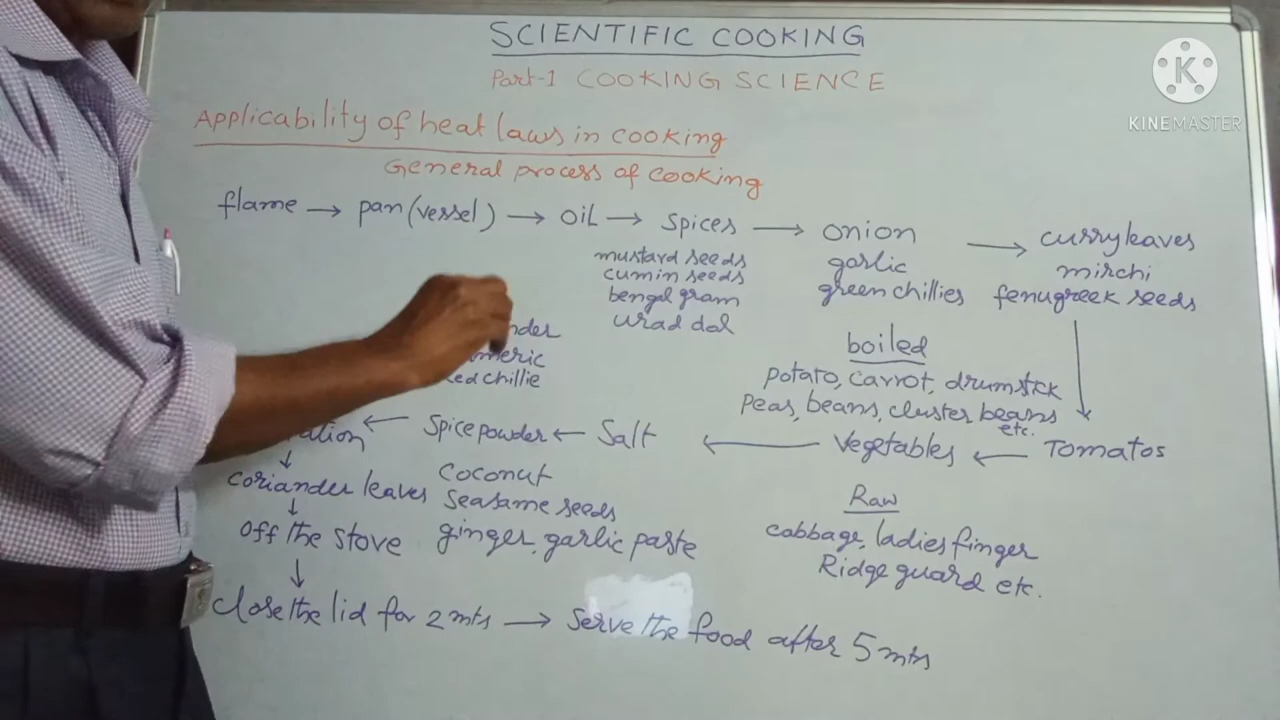 SCIENTIFIC COOKING
Part-1 COOKING SCIENCE
Applicability of heat laws in cooking
General process of cooking
flame → pan (vessel) → oil → spices → onion → curry leaves
mustard seeds garlic mirchi
cumin seeds green chillies fenugreek seeds
bengal gram
urad dal
boiled
potato, carrot, drumstick
Peas, beans, cluster beans
etc.
red chillie
← Spice powder ← Salt ← Vegetables ← Tomatos
↓
coriander leaves
coconut
Seasame seeds
ginger, garlic paste
Raw
cabbage, ladies finger
Ridge guard etc.
↓
off the stove
↓
close the lid for 2 mts → Serve the food after 5 mts
K
KINEMASTER